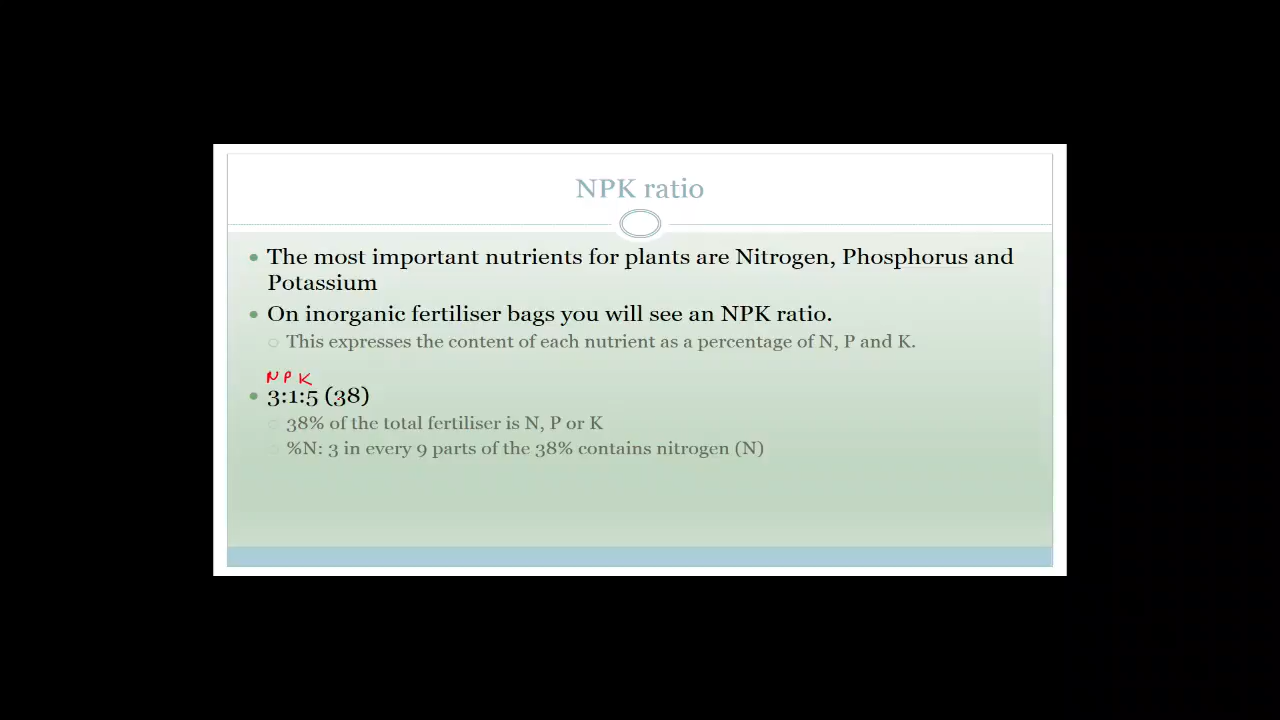 NPK ratio
The most important nutrients for plants are Nitrogen, Phosphorus and
Potassium
On inorganic fertiliser bags you will see an NPK ratio.
This expresses the content of each nutrient as a percentage of N, P and K.
N P K
3:1:5 (38)
38% of the total fertiliser is N, P or K
%N: 3 in every 9 parts of the 38% contains nitrogen (N)